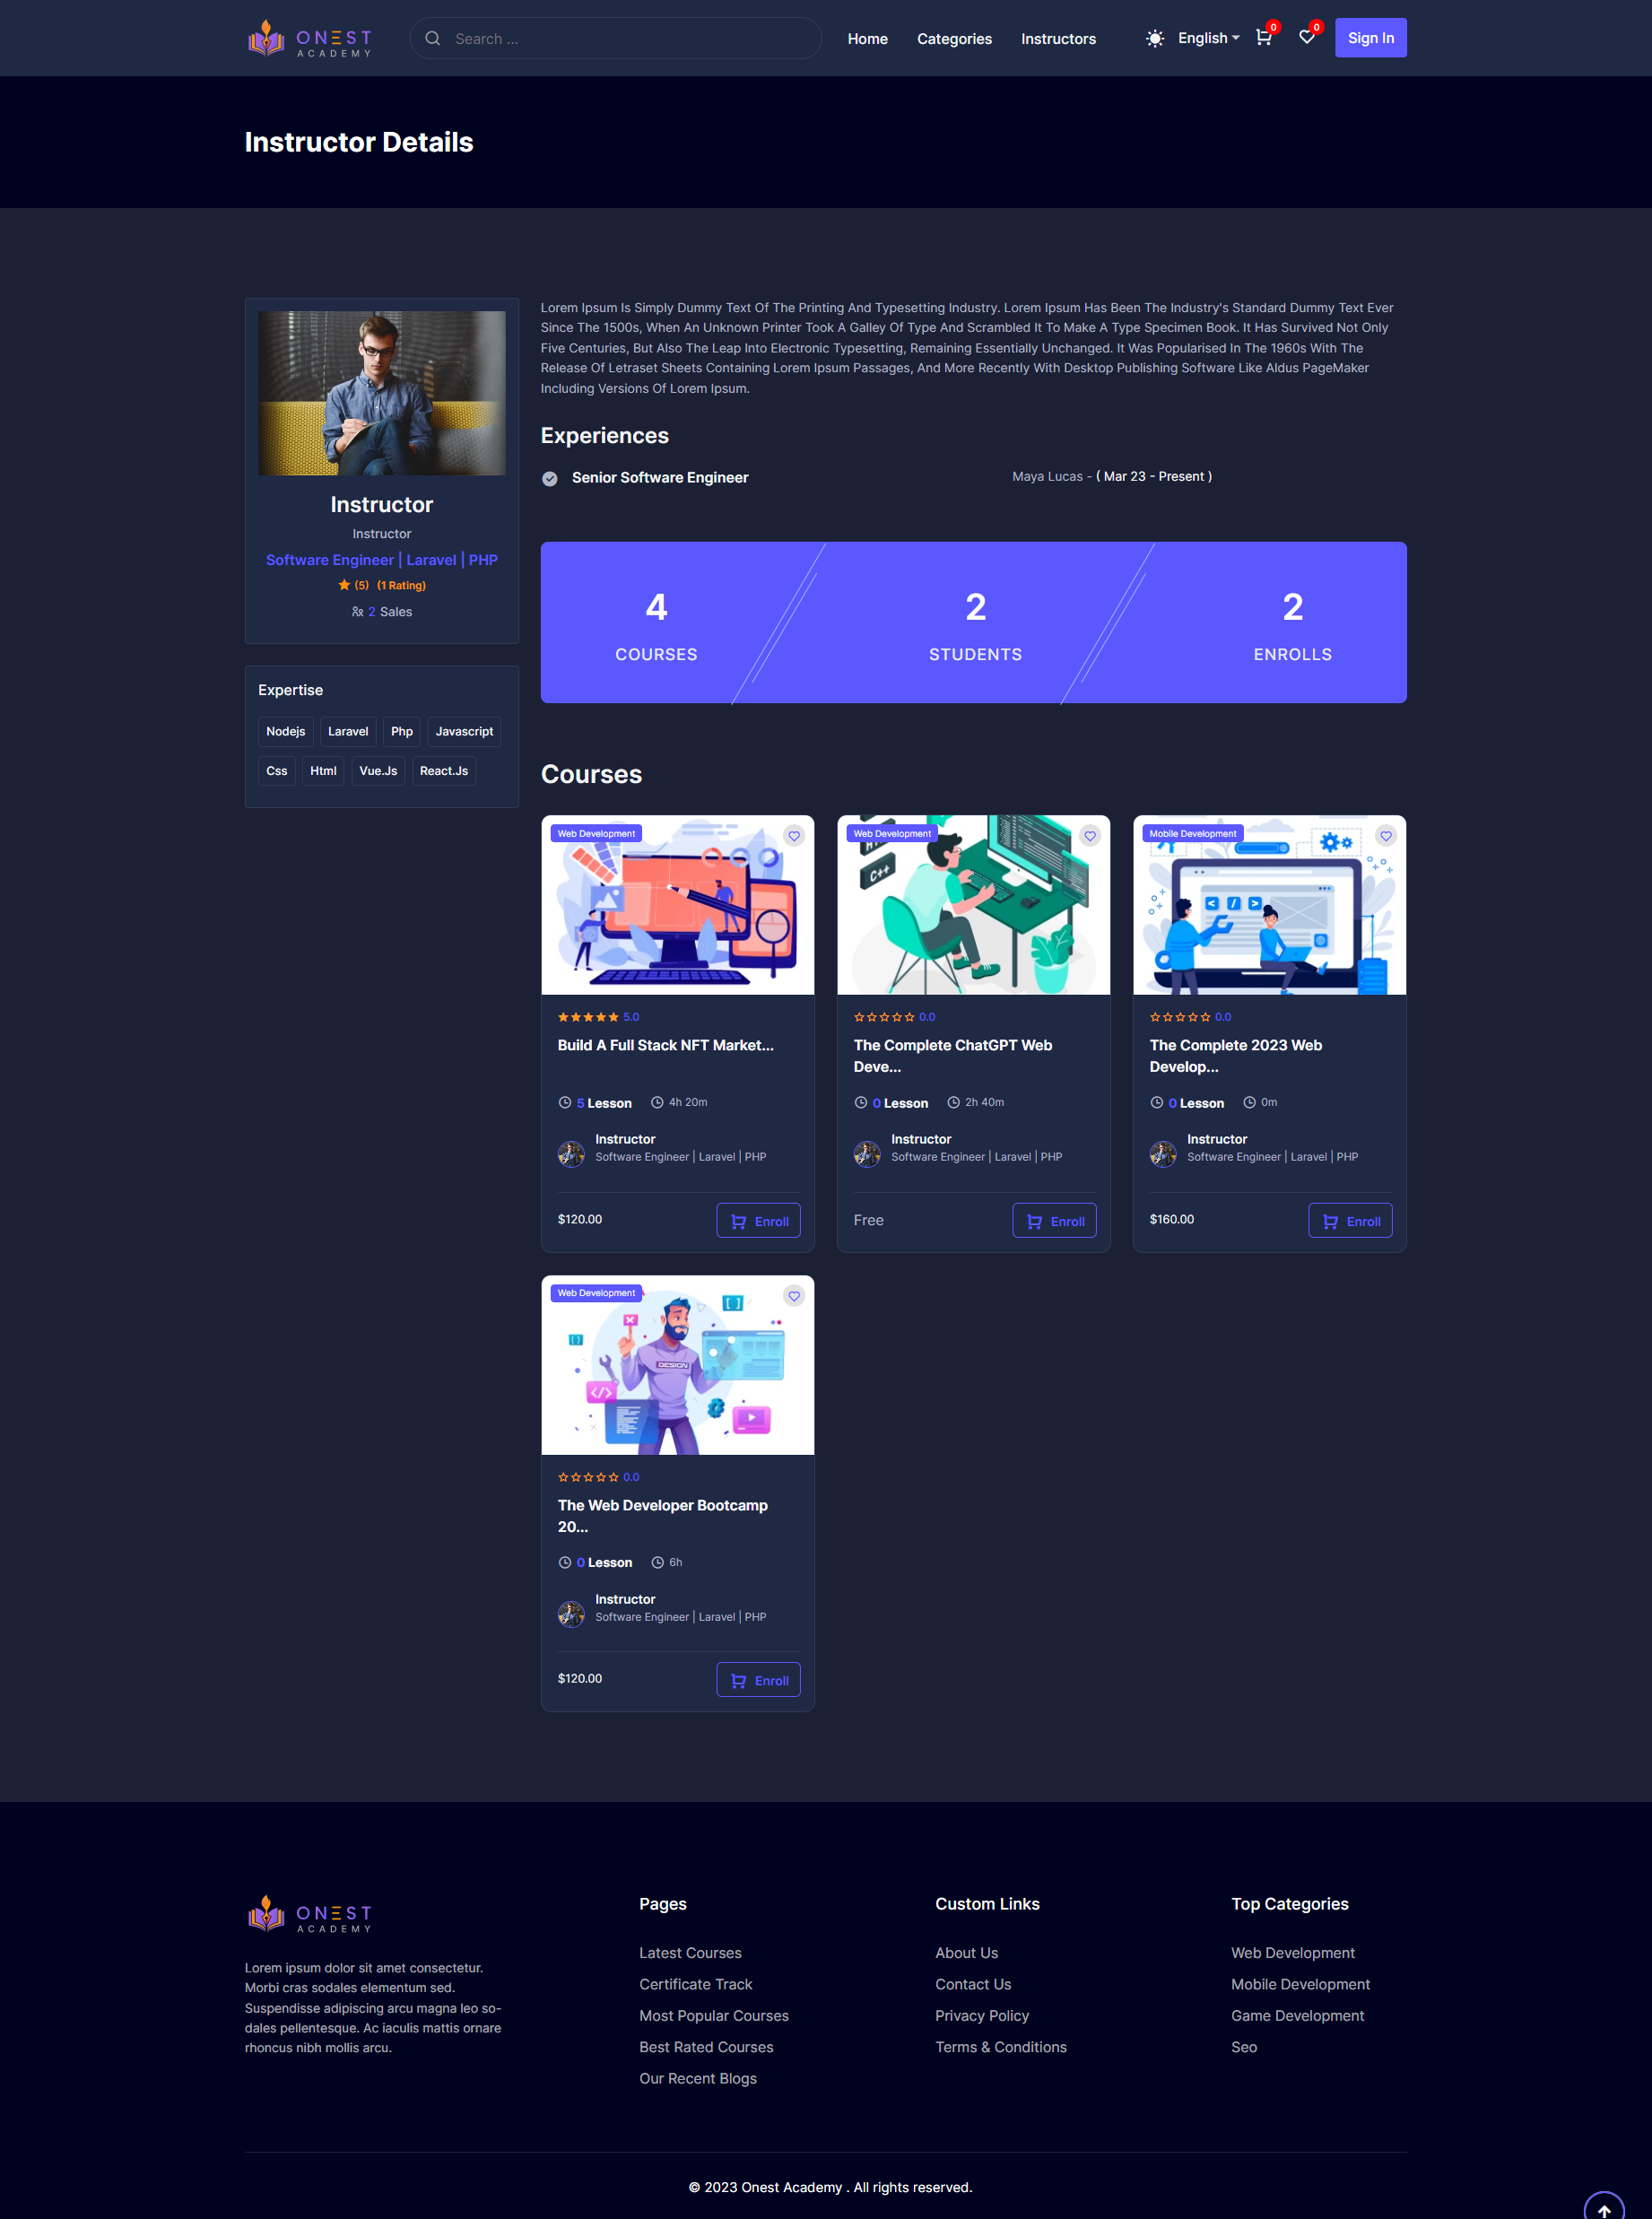 ONEST
ACADEMY
Search ...
Home
Categories
Instructors
English
0
0
Sign In
Instructor Details
Instructor
Instructor
Software Engineer | Laravel | PHP
(5) (1 Rating)
2 Sales
Expertise
Nodejs
Laravel
Php
Javascript
Css
Html
Vue.Js
React.Js
Lorem Ipsum Is Simply Dummy Text Of The Printing And Typesetting Industry. Lorem Ipsum Has Been The Industry's Standard Dummy Text Ever
Since The 1500s, When An Unknown Printer Took A Galley Of Type And Scrambled It To Make A Type Specimen Book. It Has Survived Not Only
Five Centuries, But Also The Leap Into Electronic Typesetting, Remaining Essentially Unchanged. It Was Popularised In The 1960s With The
Release Of Letraset Sheets Containing Lorem Ipsum Passages, And More Recently With Desktop Publishing Software Like Aldus PageMaker
Including Versions Of Lorem Ipsum.
Experiences
Senior Software Engineer
Maya Lucas - ( Mar 23 - Present )
4
COURSES
2
STUDENTS
2
ENROLLS
Courses
Web Development
5.0
Build A Full Stack NFT Market...
5 Lesson
4h 20m
Instructor
Software Engineer | Laravel | PHP
$120.00
Enroll
Web Development
C++
0.0
The Complete ChatGPT Web
Deve...
0 Lesson
2h 40m
Instructor
Software Engineer | Laravel | PHP
Free
Enroll
Mobile Development
< / >
0.0
The Complete 2023 Web
Develop...
0 Lesson
0m
Instructor
Software Engineer | Laravel | PHP
$160.00
Enroll
Web Development
[ ]
DESIGN
</>
0.0
The Web Developer Bootcamp
20...
0 Lesson
6h
Instructor
Software Engineer | Laravel | PHP
$120.00
Enroll
ONEST
ACADEMY
Lorem ipsum dolor sit amet consectetur.
Morbi cras sodales elementum sed.
Suspendisse adipiscing arcu magna leo so-
dales pellentesque. Ac iaculis mattis ornare
rhoncus nibh mollis arcu.
Pages
Latest Courses
Certificate Track
Most Popular Courses
Best Rated Courses
Our Recent Blogs
Custom Links
About Us
Contact Us
Privacy Policy
Terms & Conditions
Top Categories
Web Development
Mobile Development
Game Development
Seo
© 2023 Onest Academy . All rights reserved.